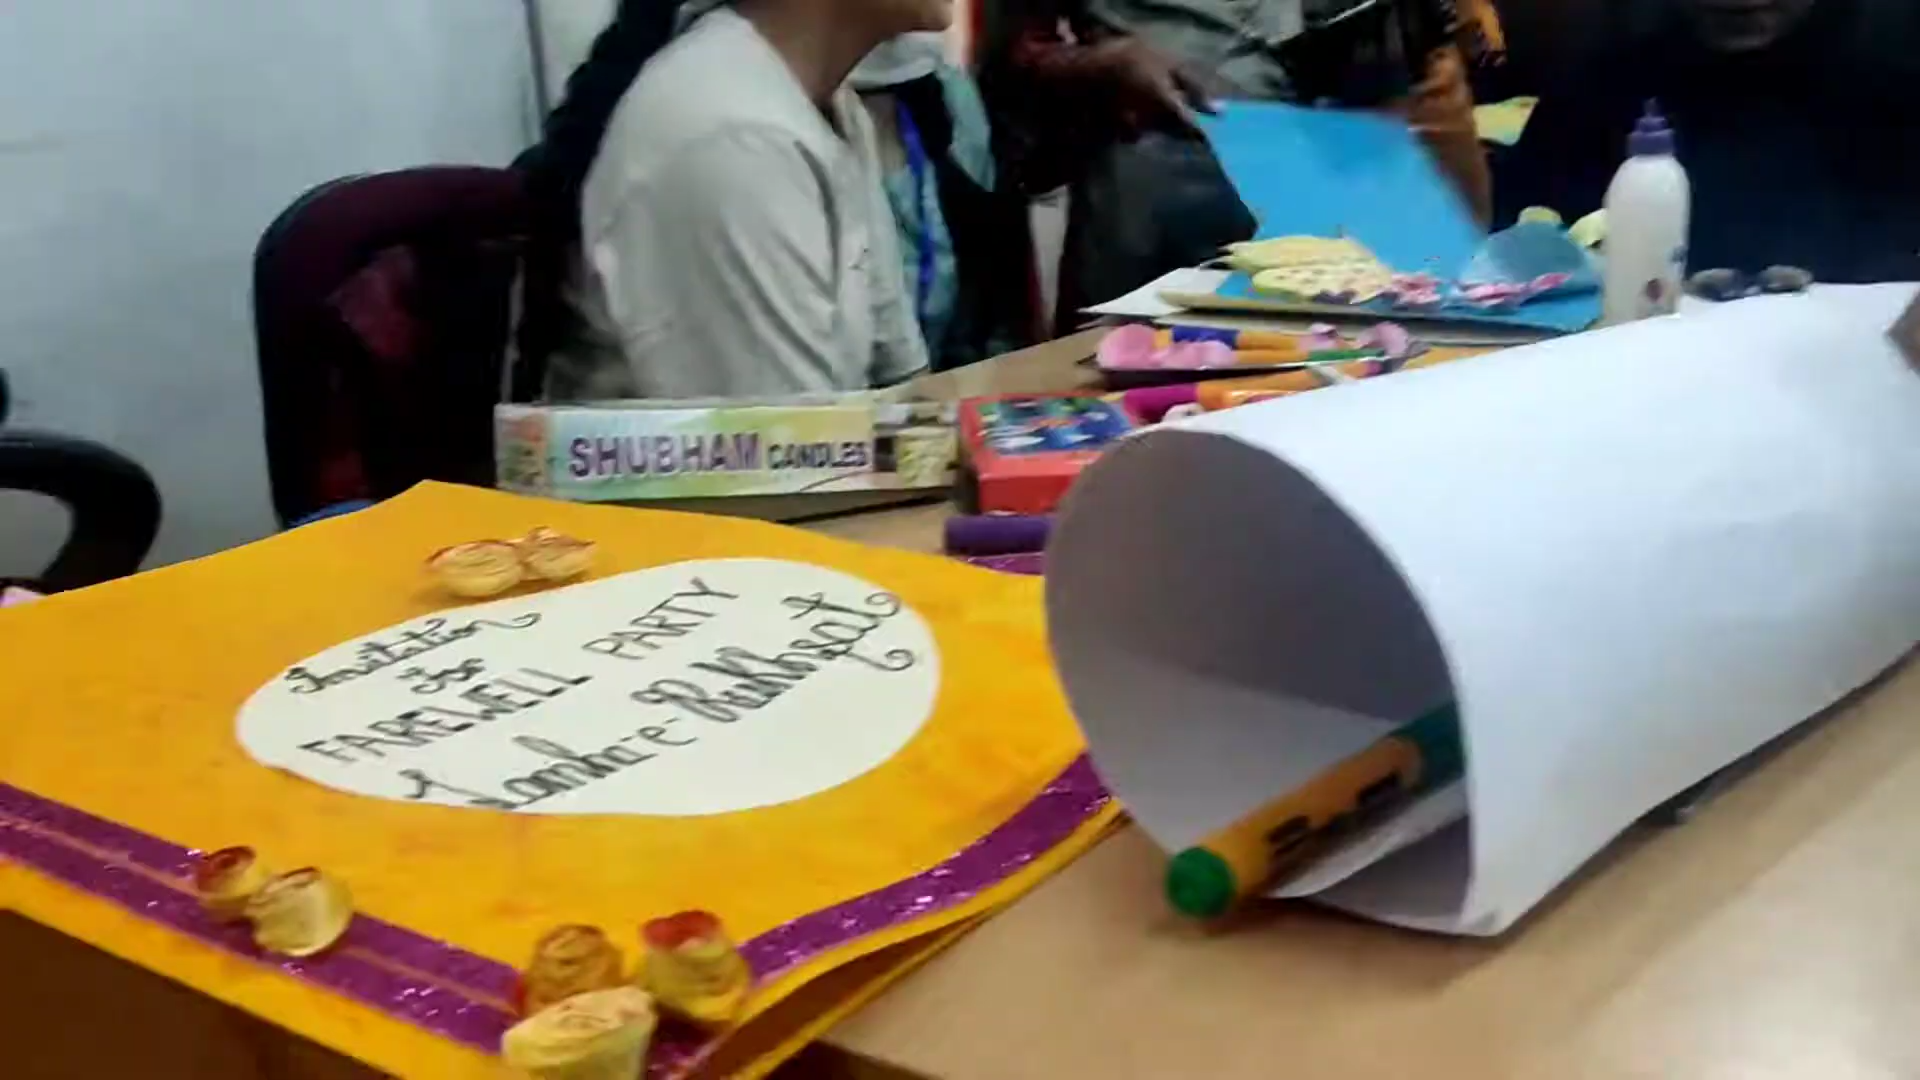 SHUBHAM CANDLES
Invitation
for
FAREWELL PARTY
Lamha-e-Rukhsat